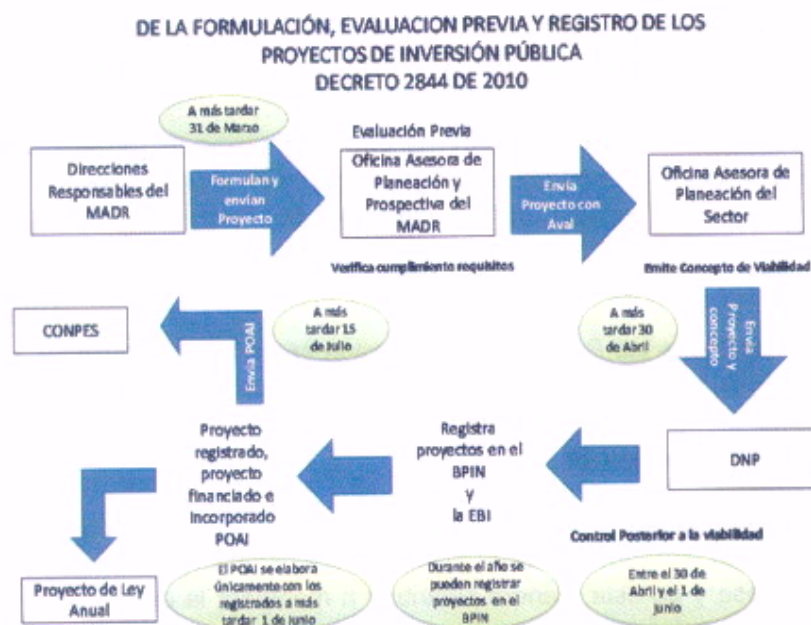 DE LA FORMULACIÓN, EVALUACION PREVIA Y REGISTRO DE LOS
PROYECTOS DE INVERSIÓN PÚBLICA
DECRETO 2844 DE 2010
A más tardar
31 de Marzo
Evaluación Previa
Direcciones
Responsables del
MADR
Formulan y
envían
Proyecto
Oficina Asesora de
Planeación y
Prospectiva del
MADR
Envía
Proyecto con
Aval
Oficina Asesora de
Planeación del
Sector
Verifica cumplimiento requisitos
Emite Concepto de Viabilidad
CONPES
Envía POAI
A más
tardar 15
de Julio
A más
tardar 30
de Abril
Envía
Proyecto y
concepto
Proyecto
registrado,
proyecto
financiado e
incorporado
POAI
Registra
proyectos en el
BPIN
y
la EBI
DNP
Control Posterior a la viabilidad
Proyecto de Ley
Anual
El POAI se elabora
únicamente con los
registrados a más
tardar 1 de Junio
Durante el año se
pueden registrar
proyectos en el
BPIN
Entre el 30 de
Abril y el 1 de
Junio